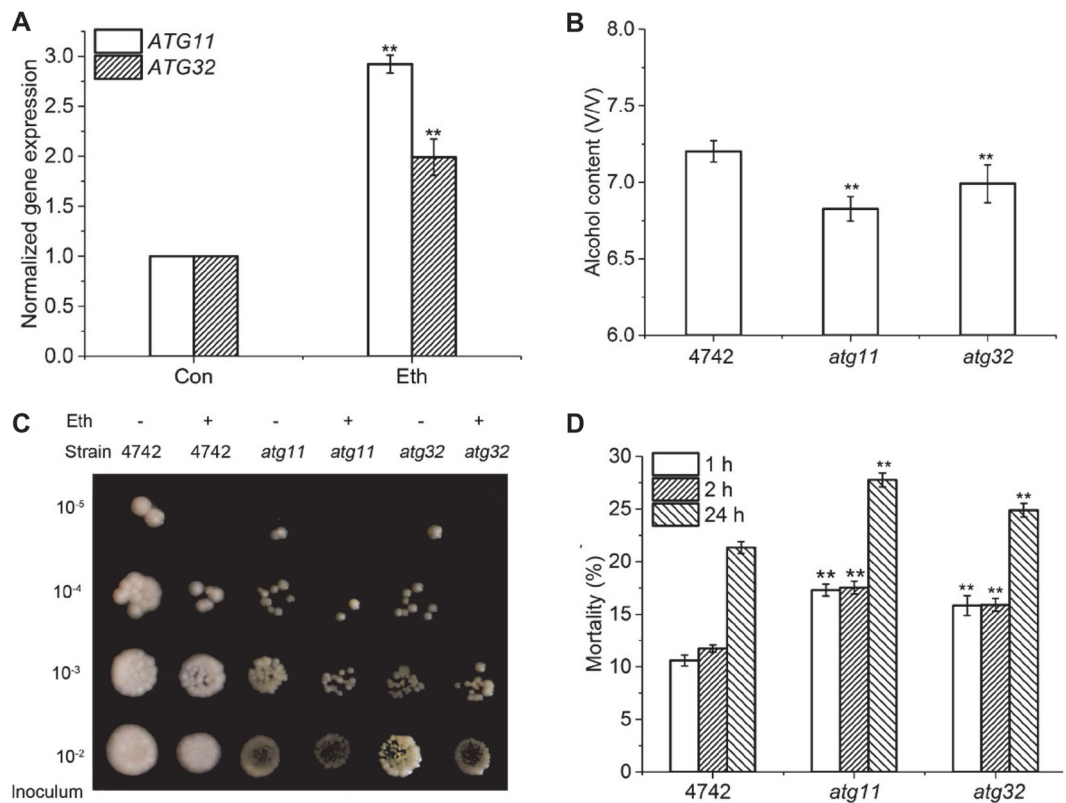 A
ATG11
ATG32
Normalized gene expression
3.0
2.5
2.0
1.5
1.0
0.5
0.0
**
**
Con
Eth
B
Alcohol content (V/V)
8.0
7.5
7.0
6.5
6.0
**
**
4742
atg11
atg32
C
Eth - + - + - +
Strain 4742 4742 atg11 atg11 atg32 atg32
10-5
10-4
10-3
10-2
Inoculum
D
1 h
2 h
24 h
Mortality (%)
30
25
20
15
10
5
0
** ** **
** ** **
4742
atg11
atg32